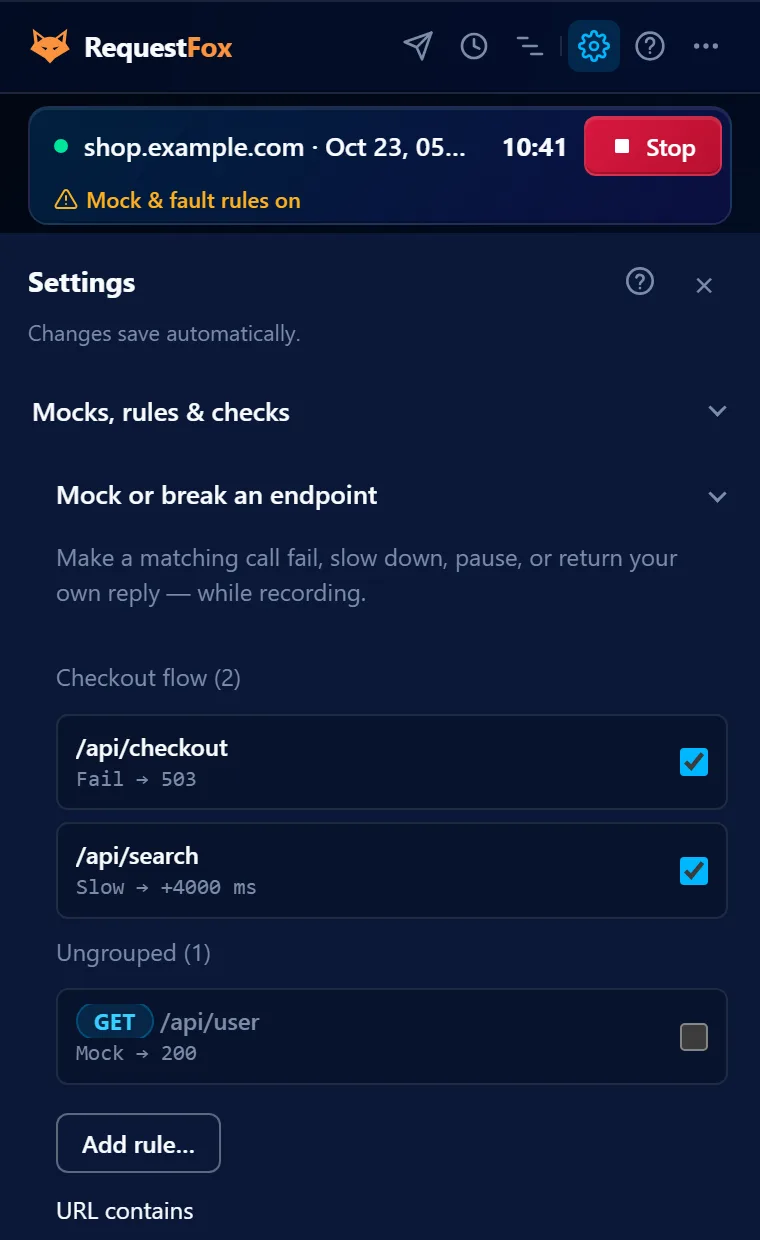 RequestFox
shop.example.com · Oct 23, 05... 10:41 Stop
Mock & fault rules on
Settings
Changes save automatically.
Mocks, rules & checks
Mock or break an endpoint
Make a matching call fail, slow down, pause, or return your
own reply — while recording.
Checkout flow (2)
/api/checkout
Fail → 503
/api/search
Slow → +4000 ms
Ungrouped (1)
GET /api/user
Mock → 200
Add rule...
URL contains